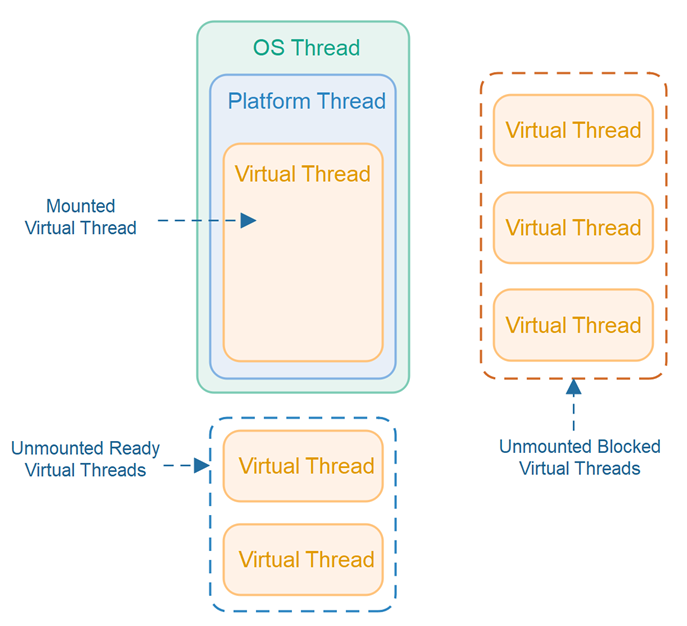 OS Thread
Platform Thread
Virtual Thread
Mounted
Virtual Thread
Virtual Thread
Virtual Thread
Virtual Thread
Unmounted Ready
Virtual Threads
Virtual Thread
Virtual Thread
Unmounted Blocked
Virtual Threads